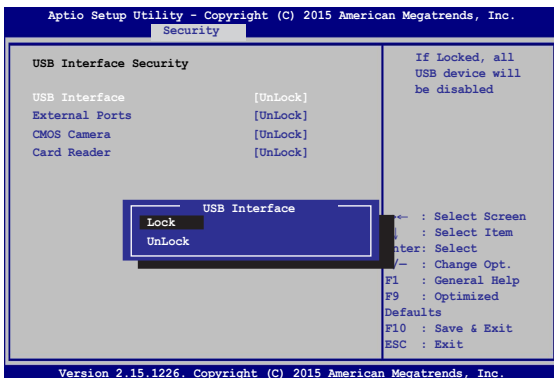 Aptio Setup Utility - Copyright (C) 2015 American Megatrends, Inc.
Security
USB Interface Security
USB Interface [UnLock]
External Ports [UnLock]
CMOS Camera [UnLock]
Card Reader [UnLock]
If Locked, all
USB device will
be disabled
USB Interface
Lock
UnLock
← : Select Screen
: Select Item
nter: Select
/— : Change Opt.
F1 : General Help
F9 : Optimized
Defaults
F10 : Save & Exit
ESC : Exit
Version 2.15.1226. Copyright (C) 2015 American Megatrends, Inc.